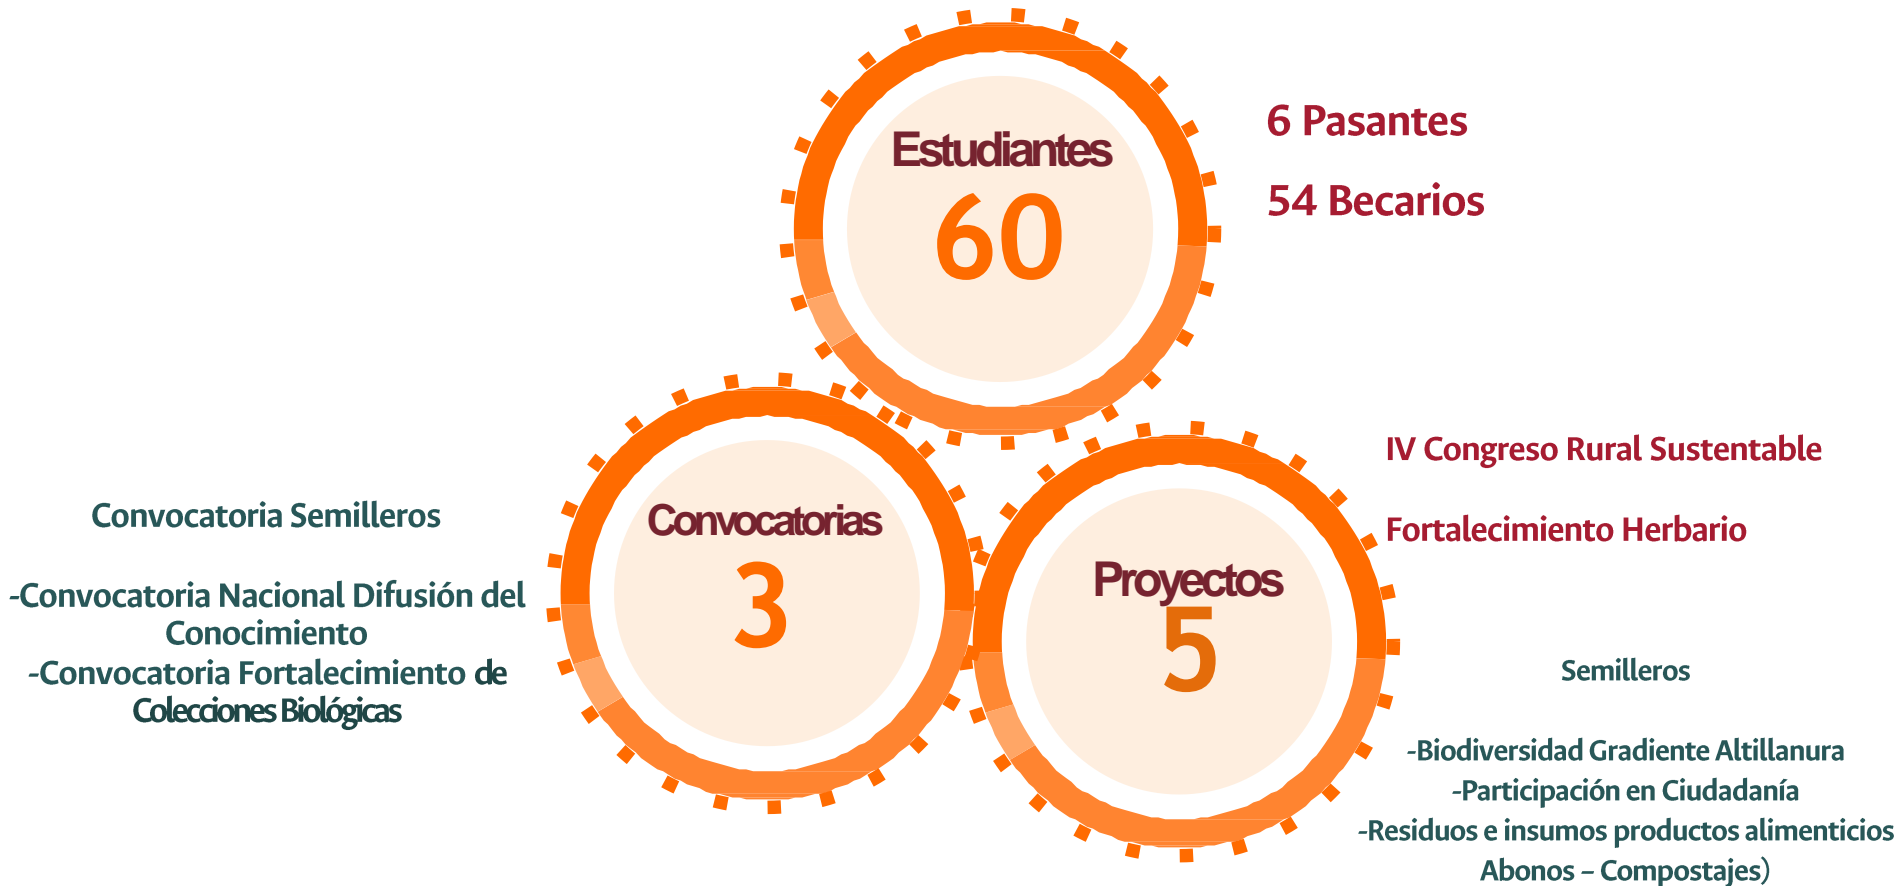 Estudiantes
60
6 Pasantes
54 Becarios
Convocatorias
3
Convocatoria Semilleros
-Convocatoria Nacional Difusión del
Conocimiento
-Convocatoria Fortalecimiento de
Colecciones Biológicas
Proyectos
5
IV Congreso Rural Sustentable
Fortalecimiento Herbario
Semilleros
-Biodiversidad Gradiente Altillanura
-Participación en Ciudadanía
-Residuos e insumos productos alimenticios
Abonos – Compostajes)